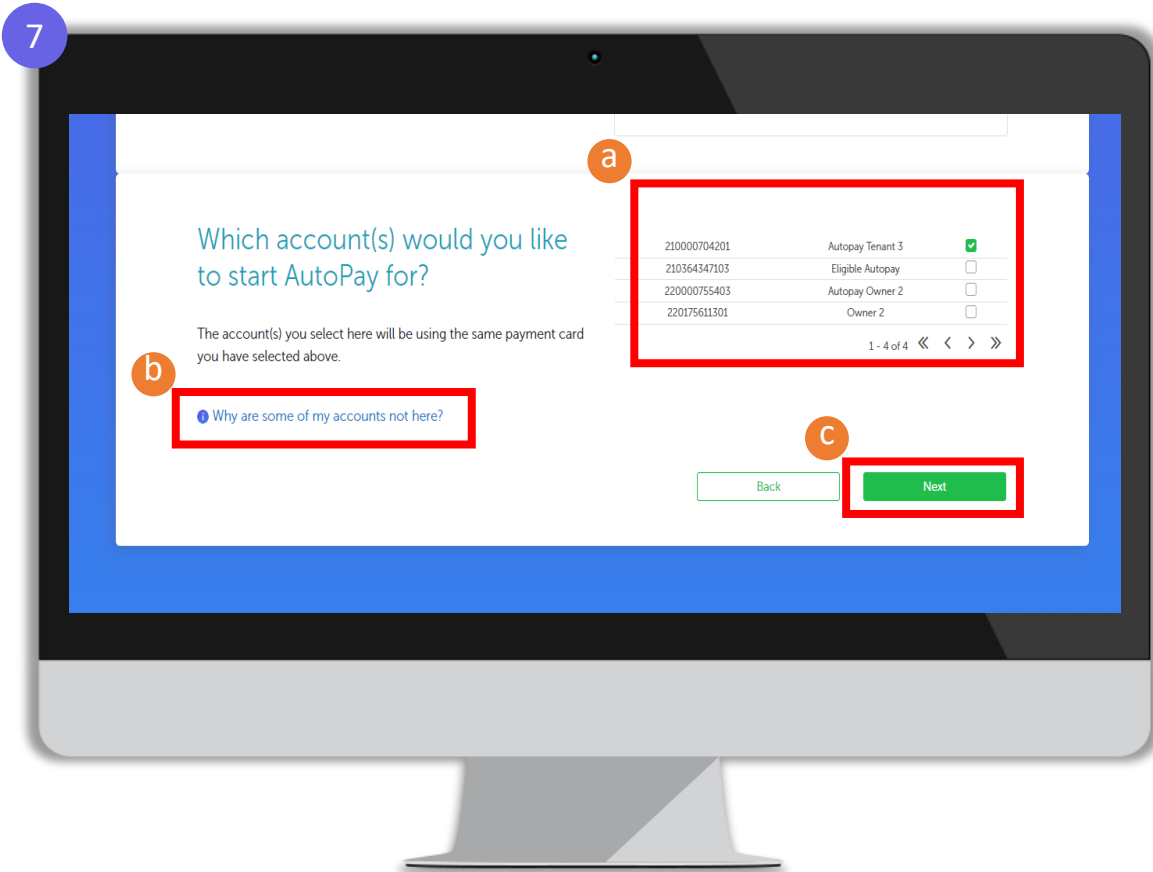 7
a
Which account(s) would you like
to start AutoPay for?
210000704201 Autopay Tenant 3
210364347103 Eligible Autopay
220000755403 Autopay Owner 2
220175611301 Owner 2
1 - 4 of 4 « < > »
The account(s) you select here will be using the same payment card
you have selected above.
b
Why are some of my accounts not here?
c
Back
Next